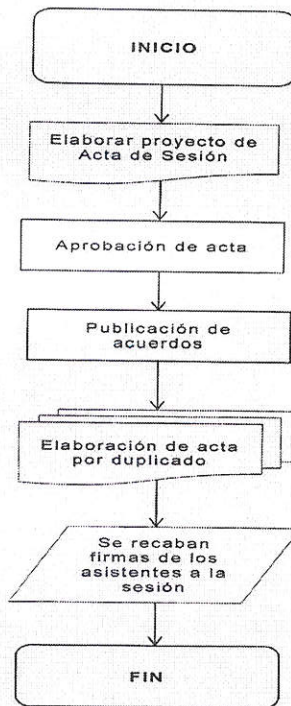 INICIO
Elaborar proyecto de
Acta de Sesión
Aprobación de acta
Publicación de
acuerdos
Elaboración de acta
por duplicado
Se recaban
firmas de los
asistentes a la
sesión
FIN